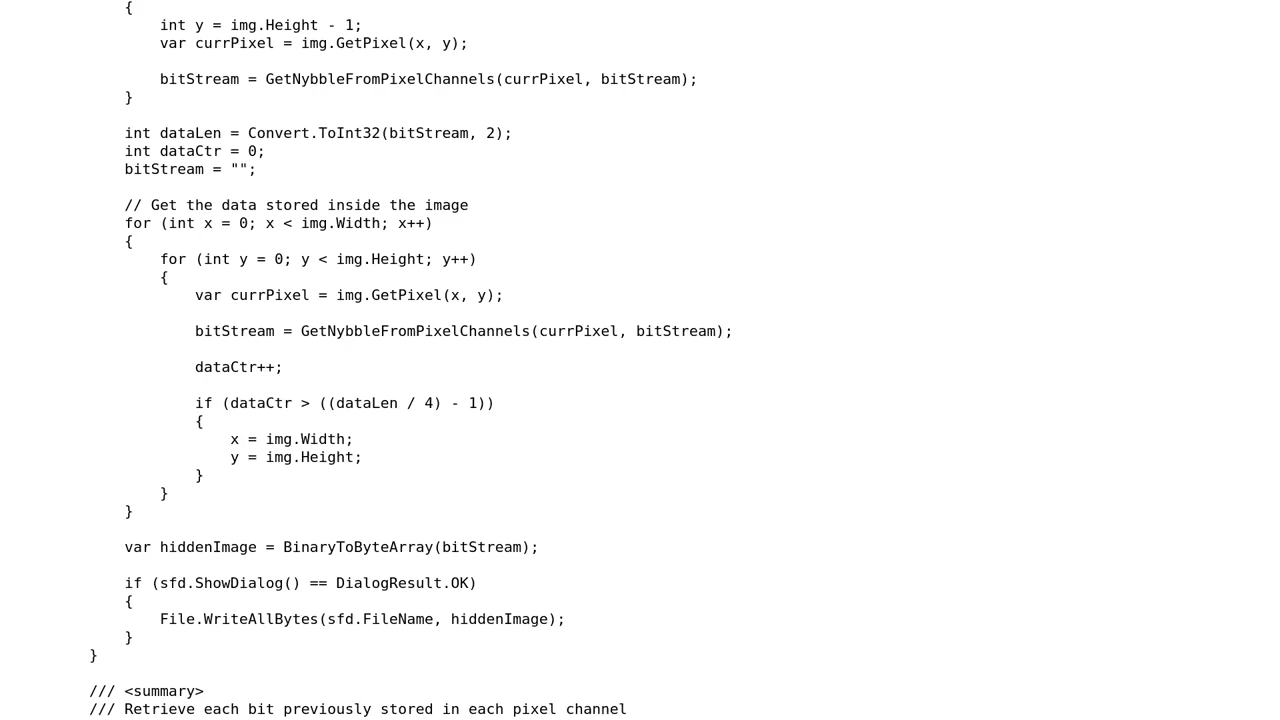 {
int y = img.Height - 1;
var currPixel = img.GetPixel(x, y);
bitStream = GetNybbleFromPixelChannels(currPixel, bitStream);
}
int dataLen = Convert.ToInt32(bitStream, 2);
int dataCtr = 0;
bitStream = "";
// Get the data stored inside the image
for (int x = 0; x < img.Width; x++)
{
for (int y = 0; y < img.Height; y++)
{
var currPixel = img.GetPixel(x, y);
bitStream = GetNybbleFromPixelChannels(currPixel, bitStream);
dataCtr++;
if (dataCtr > ((dataLen / 4) - 1))
{
x = img.Width;
y = img.Height;
}
}
}
var hiddenImage = BinaryToByteArray(bitStream);
if (sfd.ShowDialog() == DialogResult.OK)
{
File.WriteAllBytes(sfd.FileName, hiddenImage);
}
}
/// <summary>
/// Retrieve each bit previously stored in each pixel channel